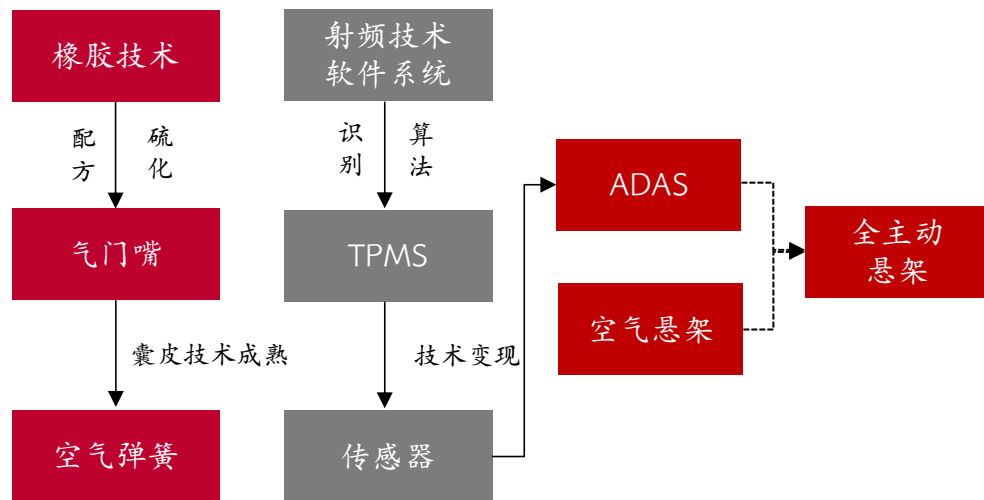 橡胶技术
配方
硫化
气门嘴
囊皮技术成熟
空气弹簧
射频技术
软件系统
识别
算法
TPMS
技术变现
传感器
ADAS
空气悬架
全主动
悬架